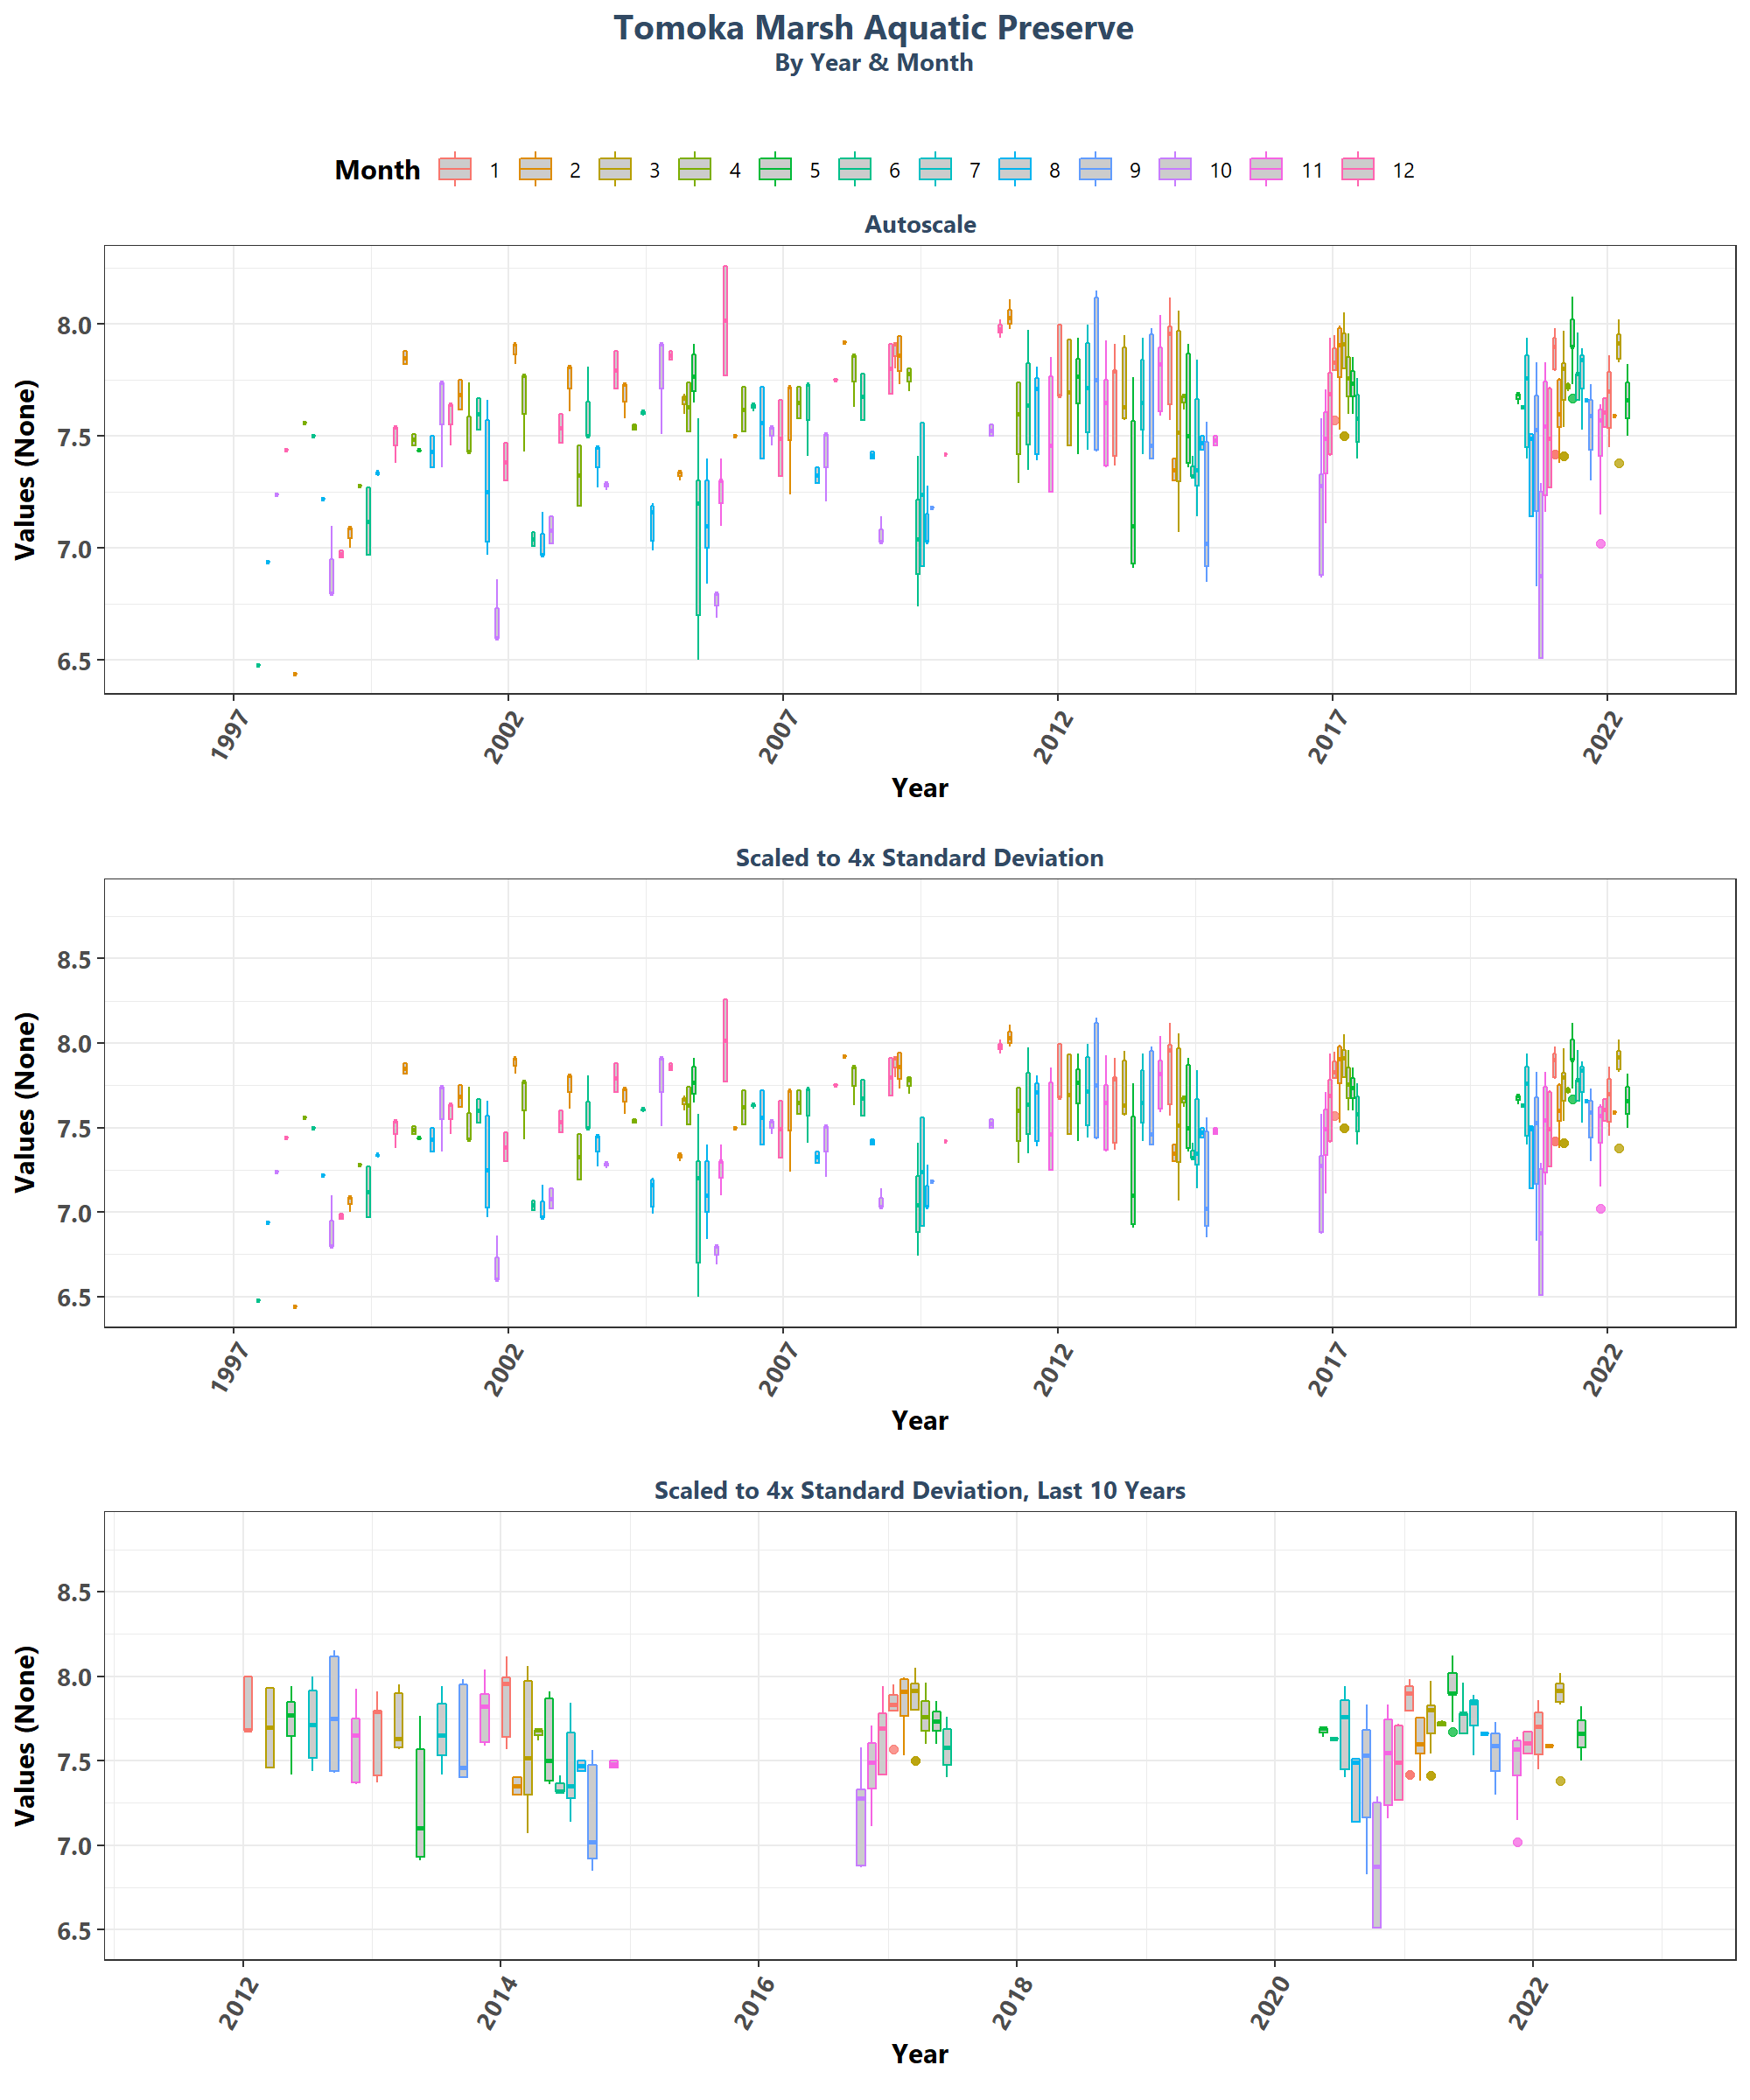 Tomoka Marsh Aquatic Preserve
By Year & Month
Month 1 2 3 4 5 6 7 8 9 10 11 12
Autoscale
Values (None)
8.0
7.5
7.0
6.5
1997 2002 2007 2012 2017 2022
Year
Scaled to 4x Standard Deviation
Values (None)
8.5
8.0
7.5
7.0
6.5
1997 2002 2007 2012 2017 2022
Year
Scaled to 4x Standard Deviation, Last 10 Years
Values (None)
8.5
8.0
7.5
7.0
6.5
2012 2014 2016 2018 2020 2022
Year